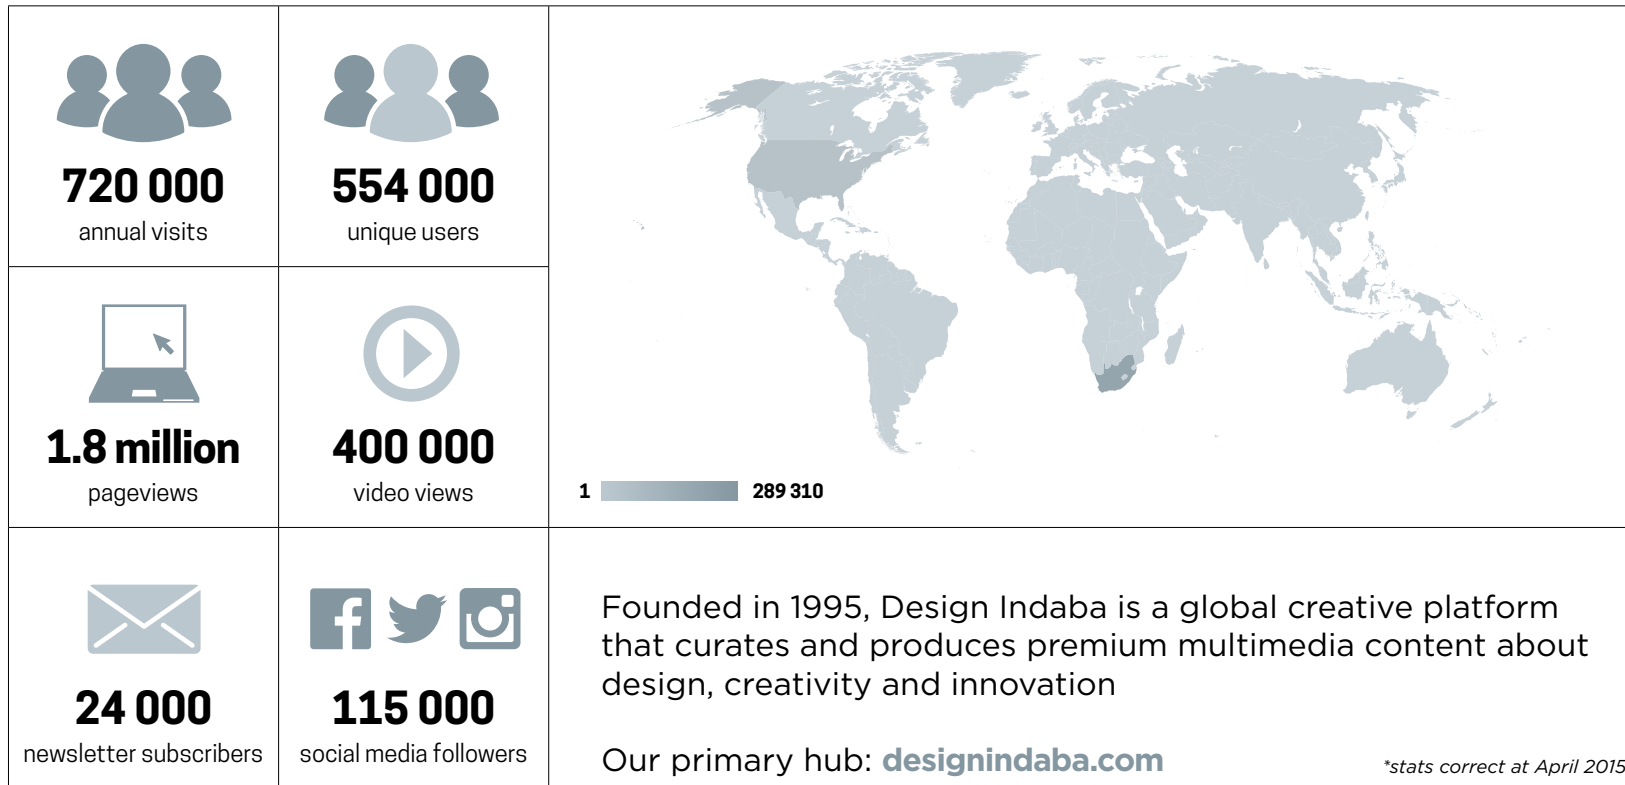 720 000
annual visits
554 000
unique users
1.8 million
pageviews
400 000
video views
1
289 310
24 000
newsletter subscribers
115 000
social media followers
Founded in 1995, Design Indaba is a global creative platform
that curates and produces premium multimedia content about
design, creativity and innovation
Our primary hub: designindaba.com
*stats correct at April 2015